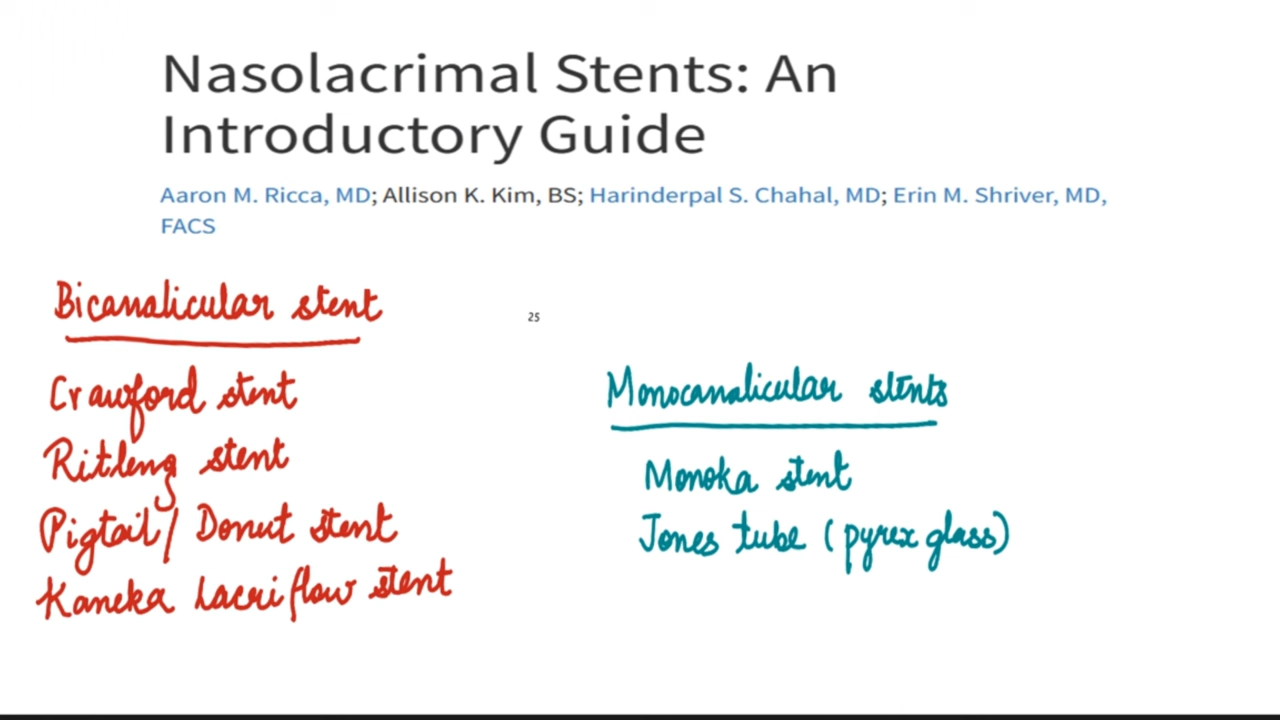 Nasolacrimal Stents: An
Introductory Guide
Aaron M. Ricca, MD; Allison K. Kim, BS; Harinderpal S. Chahal, MD; Erin M. Shriver, MD,
FACS
Bicanalicular stent
25
Crawford stent
Ritleng stent
Pigtail/ Donut stent
Kaneka Lacriflow stent
Monocanalicular stents
Monoka stent
Jones tube (pyrex glass)